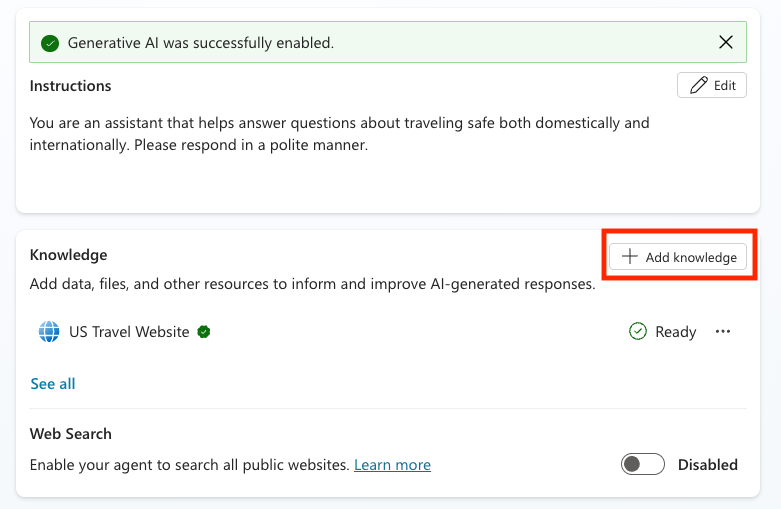 Generative AI was successfully enabled.
Instructions
Edit
You are an assistant that helps answer questions about traveling safe both domestically and
internationally. Please respond in a polite manner.
Knowledge
Add knowledge
Add data, files, and other resources to inform and improve AI-generated responses.
US Travel Website
Ready
See all
Web Search
Enable your agent to search all public websites. Learn more
Disabled